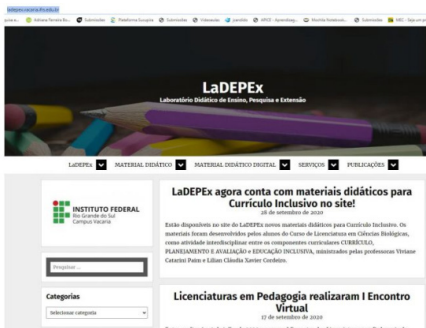 LaDEPEx
Laboratório Didático de Ensino, Pesquisa e Extensão
LaDEPEx MATERIAL DIDÁTICO MATERIAL DIDÁTICO DIGITAL SERVIÇOS PUBLICAÇÕES
INSTITUTO FEDERAL
Rio Grande do Sul
Campus Vacaria
Pesquisar ...
Categorias
Selecionar categoria
LaDEPEx agora conta com materiais didáticos para
Currículo Inclusivo no site!
28 de setembro de 2020
Estão disponíveis no site do LaDEPEx novos materiais didáticos para Currículo Inclusivo. Os
materiais foram desenvolvidos pelos alunos do Curso de Licenciatura em Ciências Biológicas,
como atividade interdisciplinar entre os componentes curriculares CURRÍCULO,
PLANEJAMENTO E AVALIAÇÃO e EDUCAÇÃO INCLUSIVA, ministrados pelas professoras Viviane
Catarini Paim e Lilian Cláudia Xavier Cordeiro.
Licenciaturas em Pedagogia realizaram I Encontro
Virtual
17 de setembro de 2020